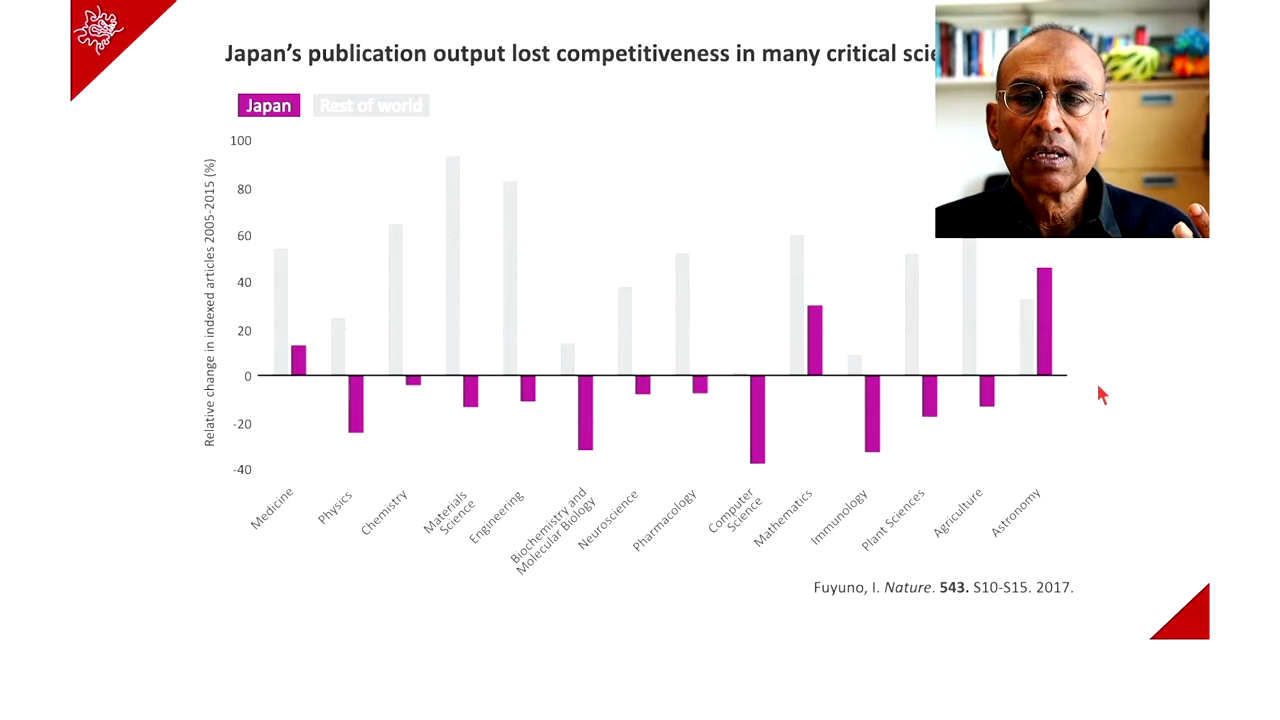 Japan's publication output lost competitiveness in many critical
Japan
Rest of world
Relative change in indexed articles 2005-2015 (%)
100
80
60
40
20
0
-20
-40
Medicine
Physics
Chemistry
Materials
Science
Engineering
Biochemistry and
Molecular Biology
Neuroscience
Pharmacology
Computer
Science
Mathematics
Immunology
Plant Sciences
Agriculture
Astronomy
Fuyuno, I. Nature. 543. S10-S15. 2017.